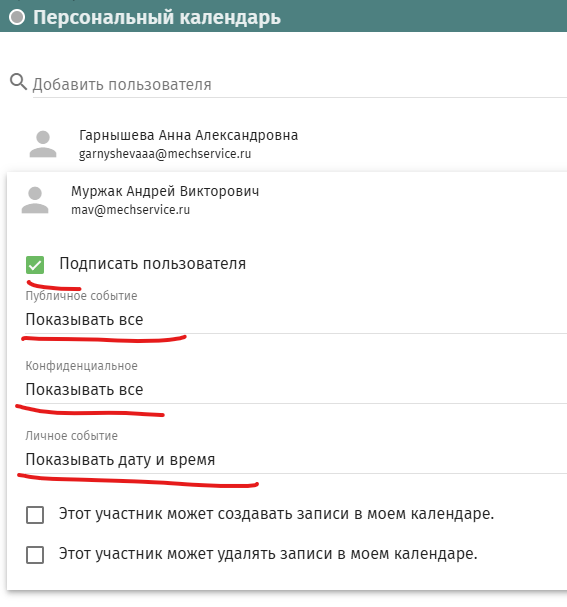 Персональный календарь
Добавить пользователя
Гарнышева Анна Александровна
garnyshevaaa@mechservice.ru
Муржак Андрей Викторович
mav@mechservice.ru
Подписать пользователя
Публичное событие
Показывать все
Конфиденциальное
Показывать все
Личное событие
Показывать дату и время
Этот участник может создавать записи в моем календаре.
Этот участник может удалять записи в моем календаре.